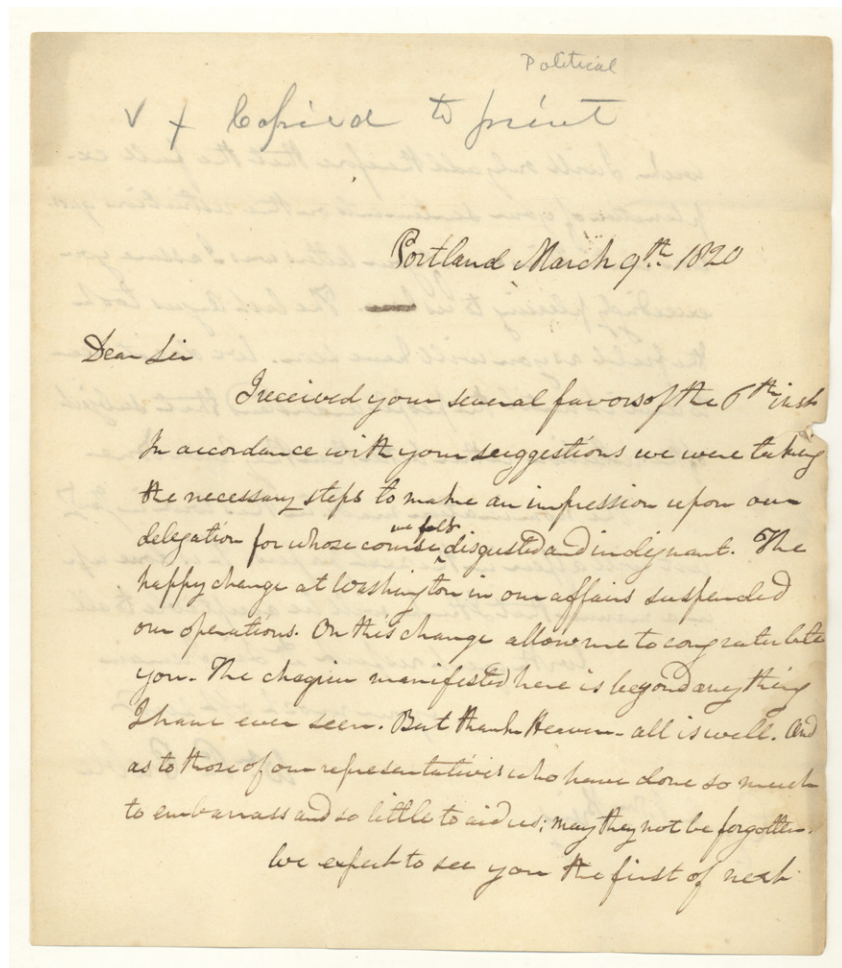 Political
✓ + Copied to print
Portland March 9th. 1820
Dear Sir
I received your several favors of the 6th inst
In accordance with your suggestions we were taking
the necessary steps to make an impression upon our
delegation for whose course we felt disgusted and indignant. The
happy change at Washington in our affairs suspended
our operations. On this change allow me to congratulate
you. The chagrin manifested here is beyond any thing
I have ever seen. But thank Heaven - all is well. And
as to those of our representatives who have done so much
to embarrass and so little to aid us; may they not be forgotten.
We expect to see you the first of next